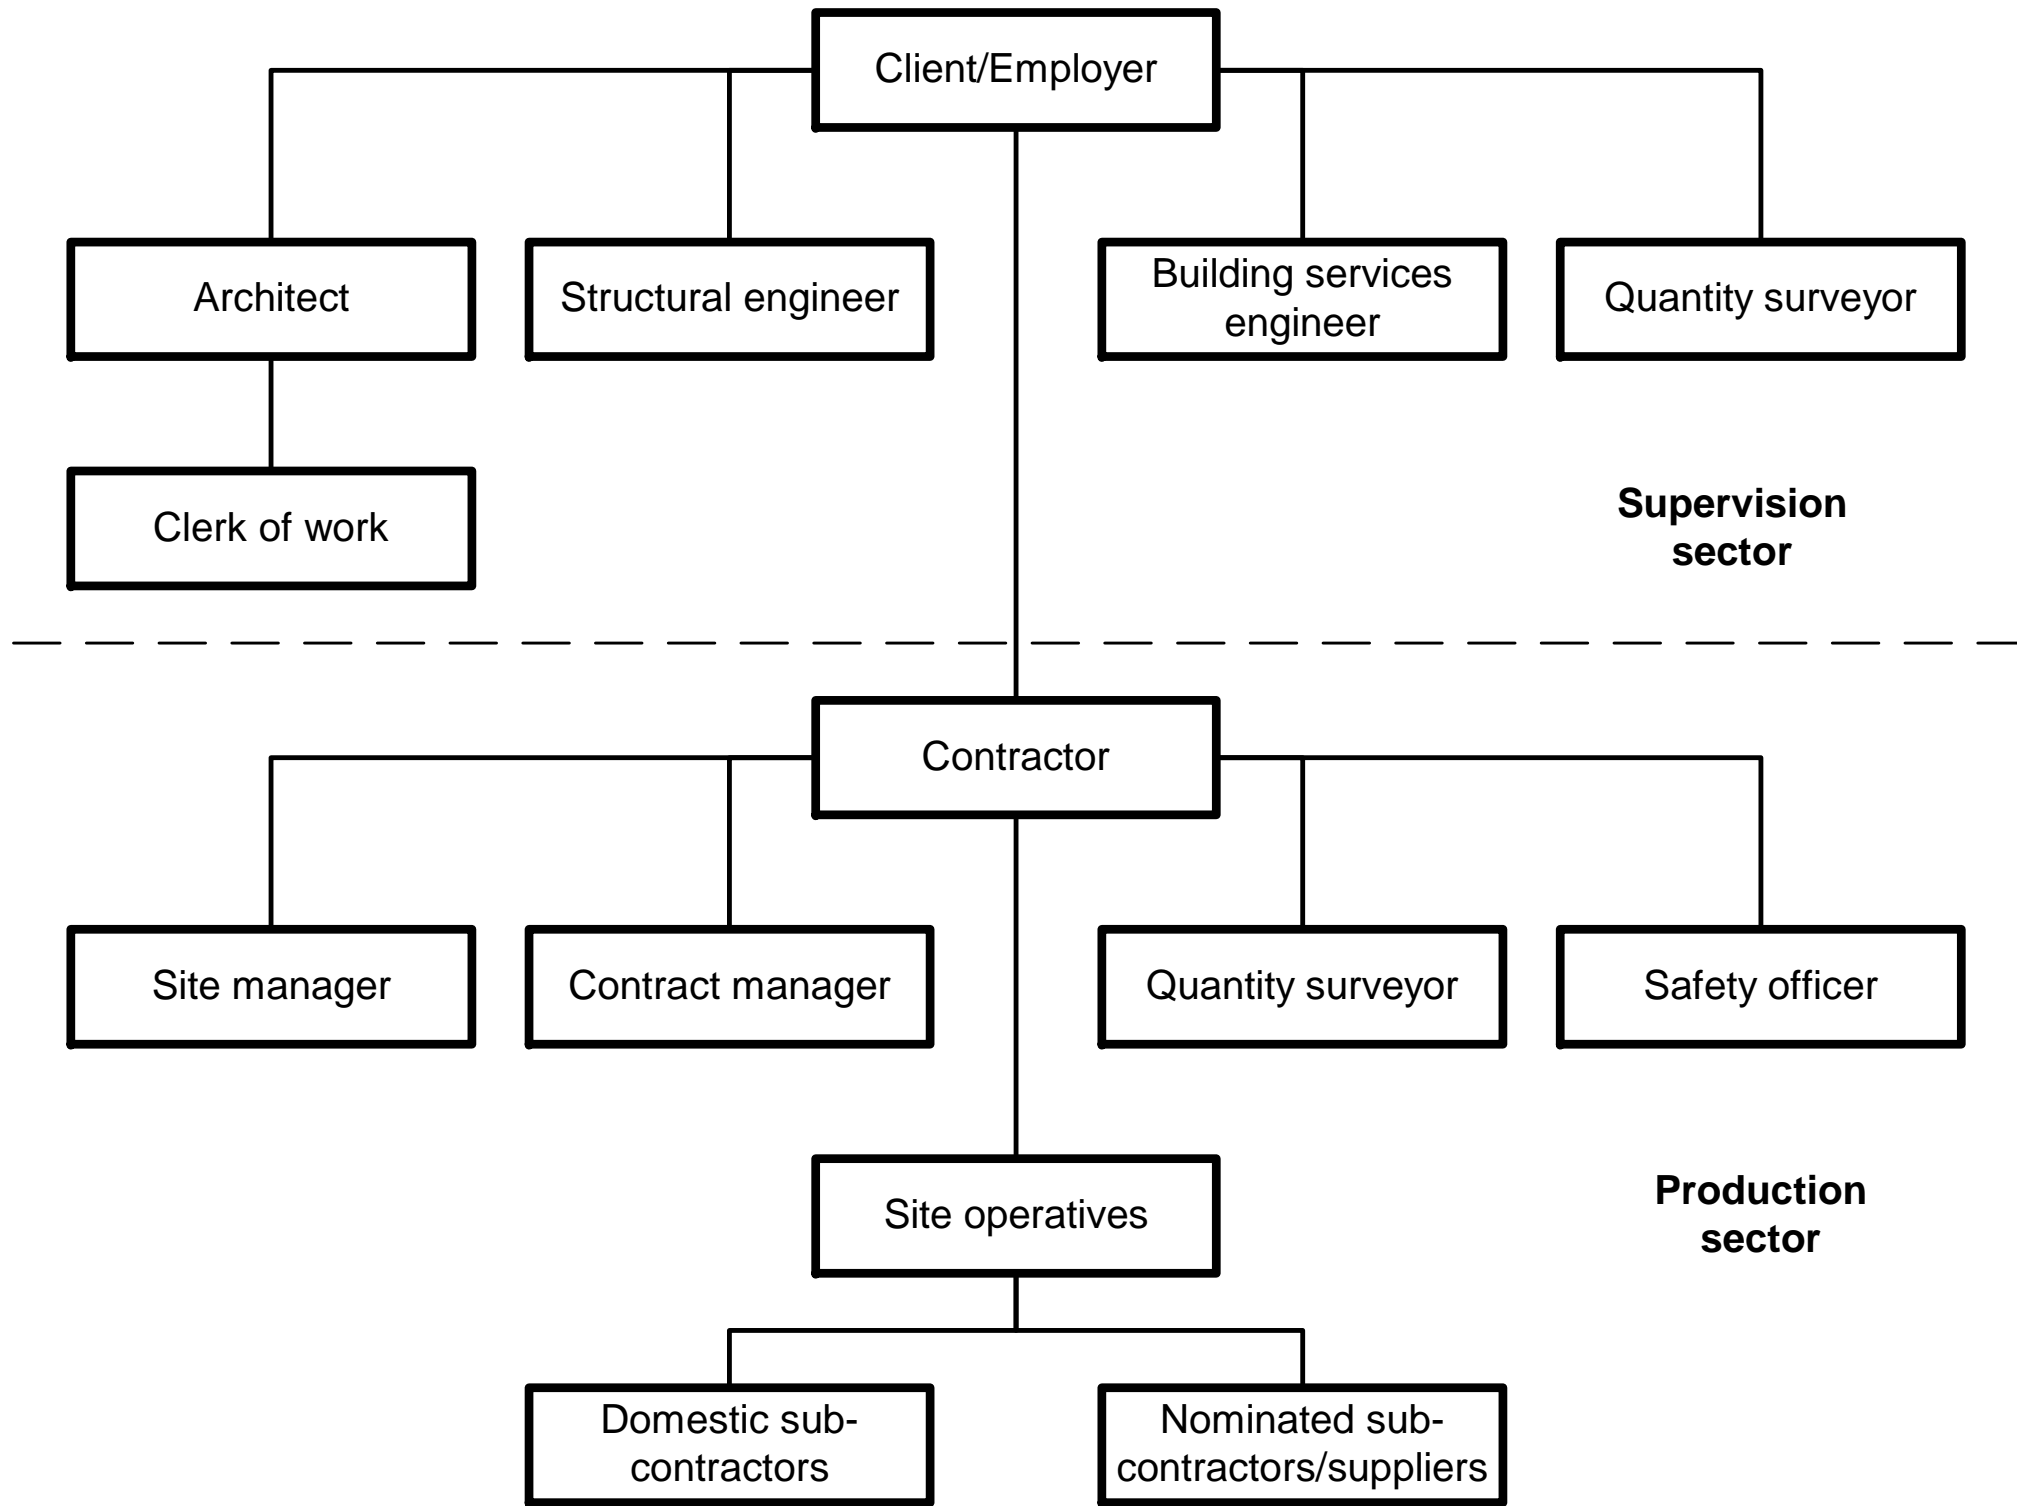 Client/Employer
Architect
Structural engineer
Building services
engineer
Quantity surveyor
Clerk of work
Supervision
sector
Contractor
Site manager
Contract manager
Quantity surveyor
Safety officer
Site operatives
Production
sector
Domestic sub-
contractors
Nominated sub-
contractors/suppliers